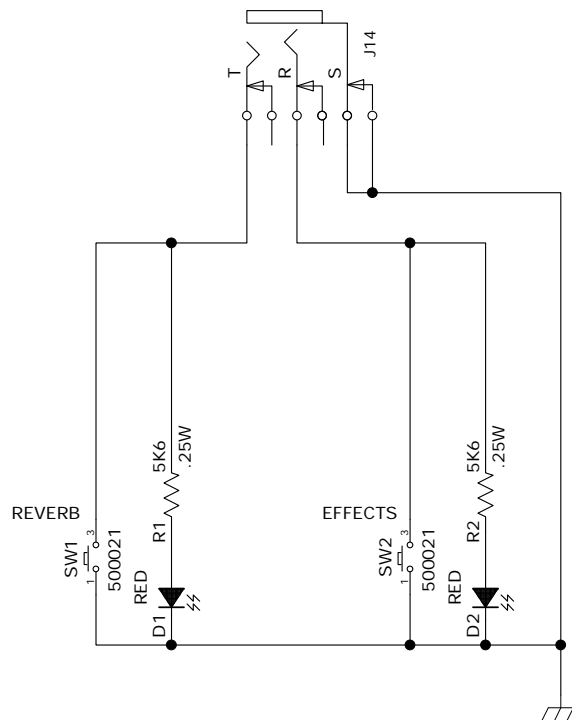 J14
T
R
S
5K6
.25W
5K6
.25W
REVERB
EFFECTS
3
SW1
1
500021
R1
RED
D1
3
SW2
1
500021
R2
RED
D2